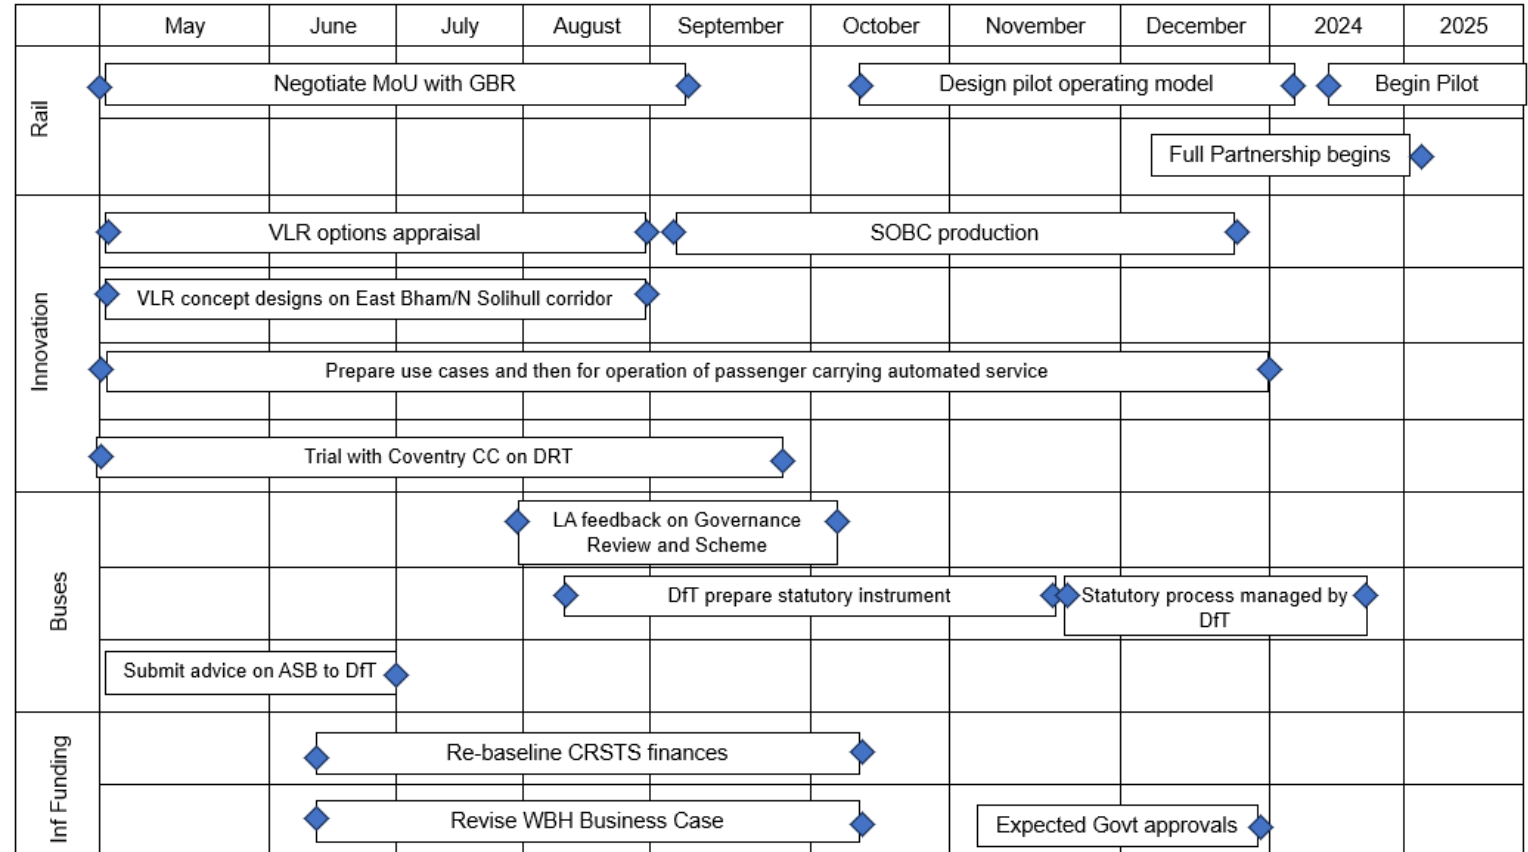 May June July August September October November December 2024 2025
Rail
Negotiate MoU with GBR
Design pilot operating model
Begin Pilot
Full Partnership begins
Innovation
VLR options appraisal
SOBC production
VLR concept designs on East Bham/N Solihull corridor
Prepare use cases and then for operation of passenger carrying automated service
Trial with Coventry CC on DRT
Buses
LA feedback on Governance
Review and Scheme
DfT prepare statutory instrument
Statutory process managed by
DfT
Submit advice on ASB to DfT
Inf Funding
Re-baseline CRSTS finances
Revise WBH Business Case
Expected Govt approvals